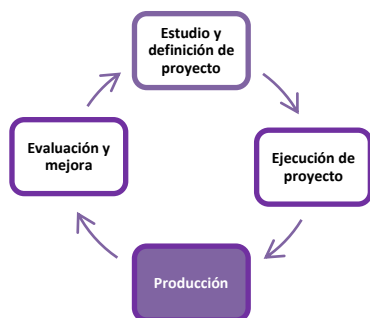 Estudio y
definición de
proyecto
Ejecución de
proyecto
Producción
Evaluación y
mejora